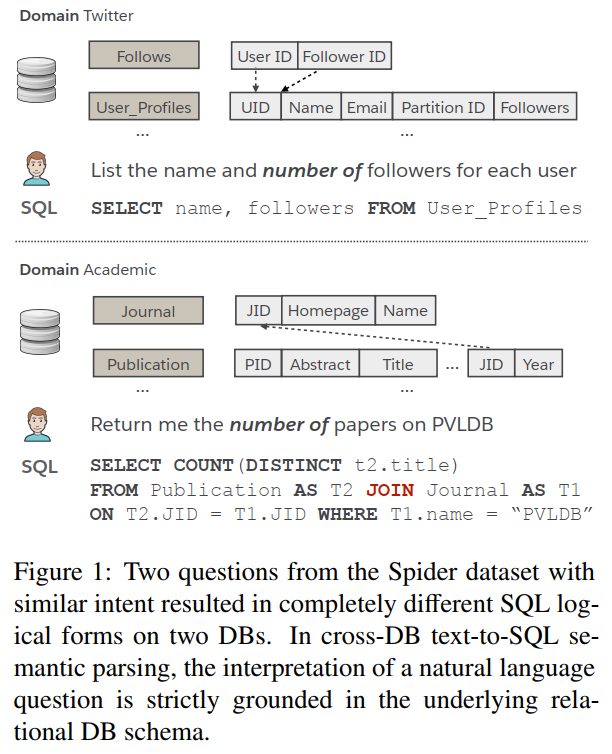 Domain Twitter
Follows User ID Follower ID
User_Profiles UID Name Email Partition ID Followers
... ...
List the name and number of followers for each user
SQL SELECT name, followers FROM User_Profiles
Domain Academic
Journal JID Homepage Name
Publication PID Abstract Title ... JID Year
... ...
Return me the number of papers on PVLDB
SQL SELECT COUNT(DISTINCT t2.title)
FROM Publication AS T2 JOIN Journal AS T1
ON T2.JID = T1.JID WHERE T1.name = “PVLDB”
Figure 1: Two questions from the Spider dataset with
similar intent resulted in completely different SQL log-
ical forms on two DBs. In cross-DB text-to-SQL se-
mantic parsing, the interpretation of a natural language
question is strictly grounded in the underlying rela-
tional DB schema.